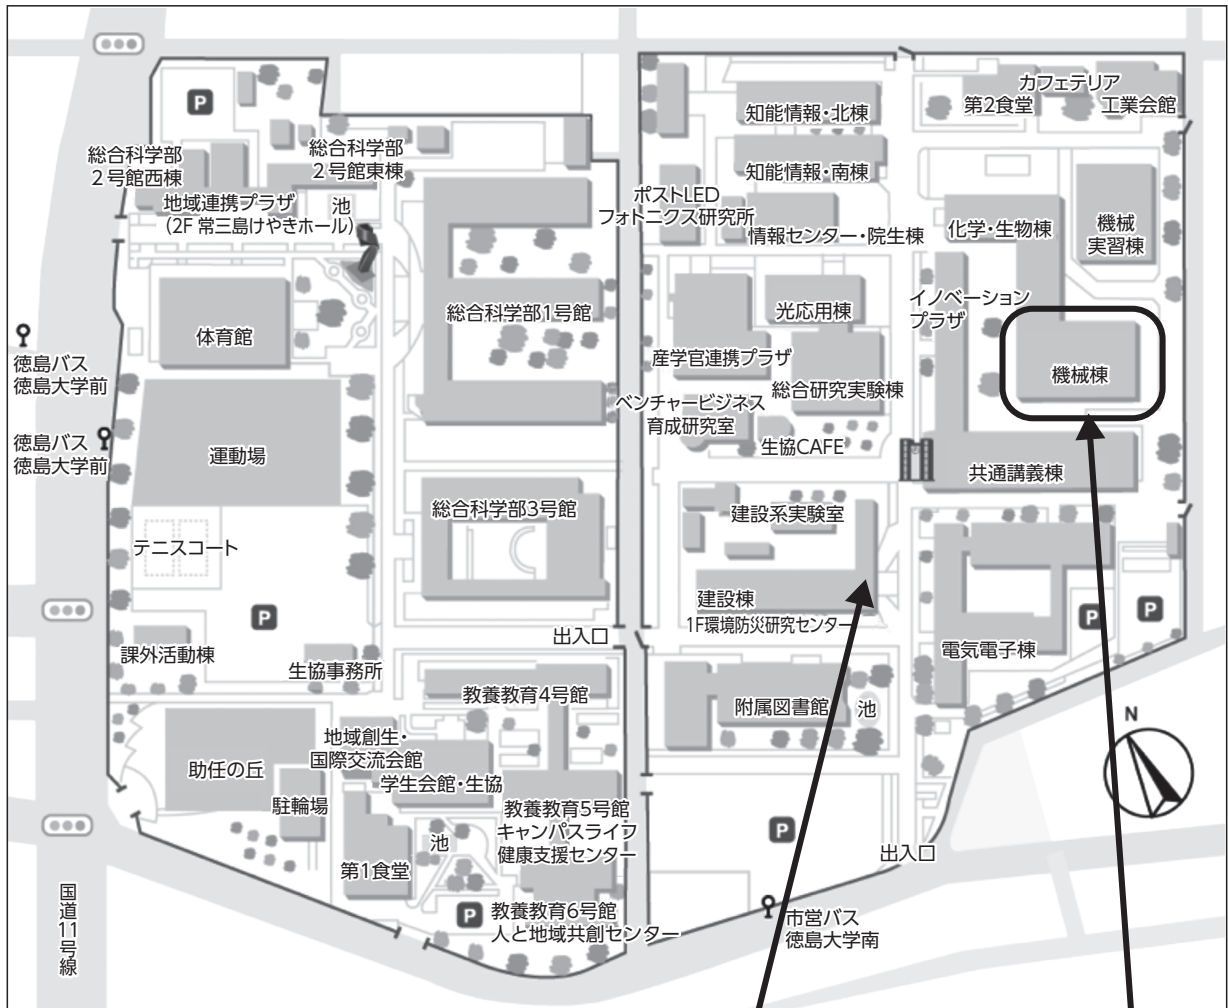 P
総合科学部
2号館西棟
総合科学部
2号館東棟
地域連携プラザ
(2F 常三島けやきホール)
池
体育館
徳島バス
徳島大学前
徳島バス
徳島大学前
運動場
テニスコート
P
課外活動棟
生協事務所
総合科学部1号館
総合科学部3号館
出入口
教養教育4号館
地域創生・
国際交流会館
学生会館・生協
助任の丘
駐輪場
第1食堂
池
教養教育5号館
キャンパスライフ
健康支援センター
P
教養教育6号館
人と地域共創センター
国道11号線
知能情報・北棟
知能情報・南棟
ポストLED
フォトニクス研究所
情報センター・院生棟
カフェテリア
第2食堂
工業会館
化学・生物棟
機械
実習棟
イノベーション
プラザ
光応用棟
産学官連携プラザ
総合研究実験棟
ベンチャービジネス
育成研究室
生協CAFE
機械棟
共通講義棟
建設系実験室
建設棟
1F環境防災研究センター
電気電子棟
P
P
附属図書館
池
N
P
出入口
市営バス
徳島大学南